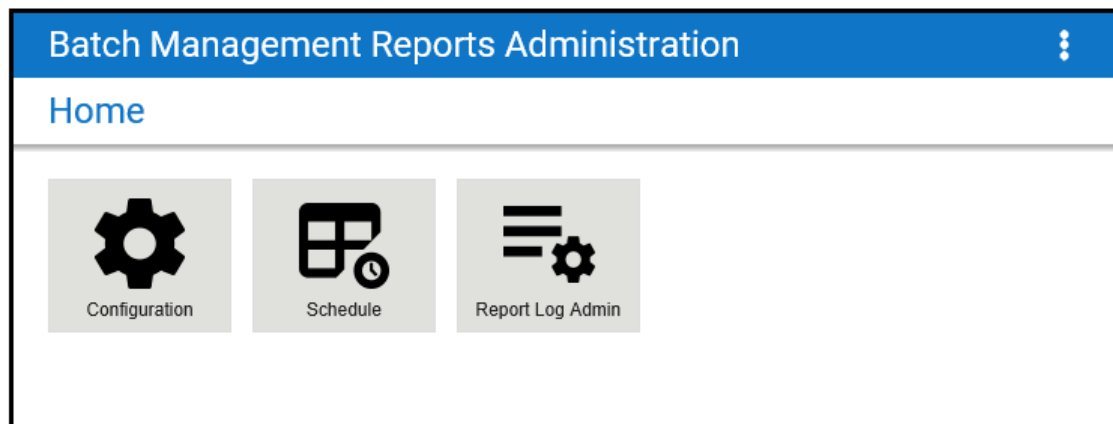 Batch Management Reports Administration
Home
Configuration
Schedule
Report Log Admin